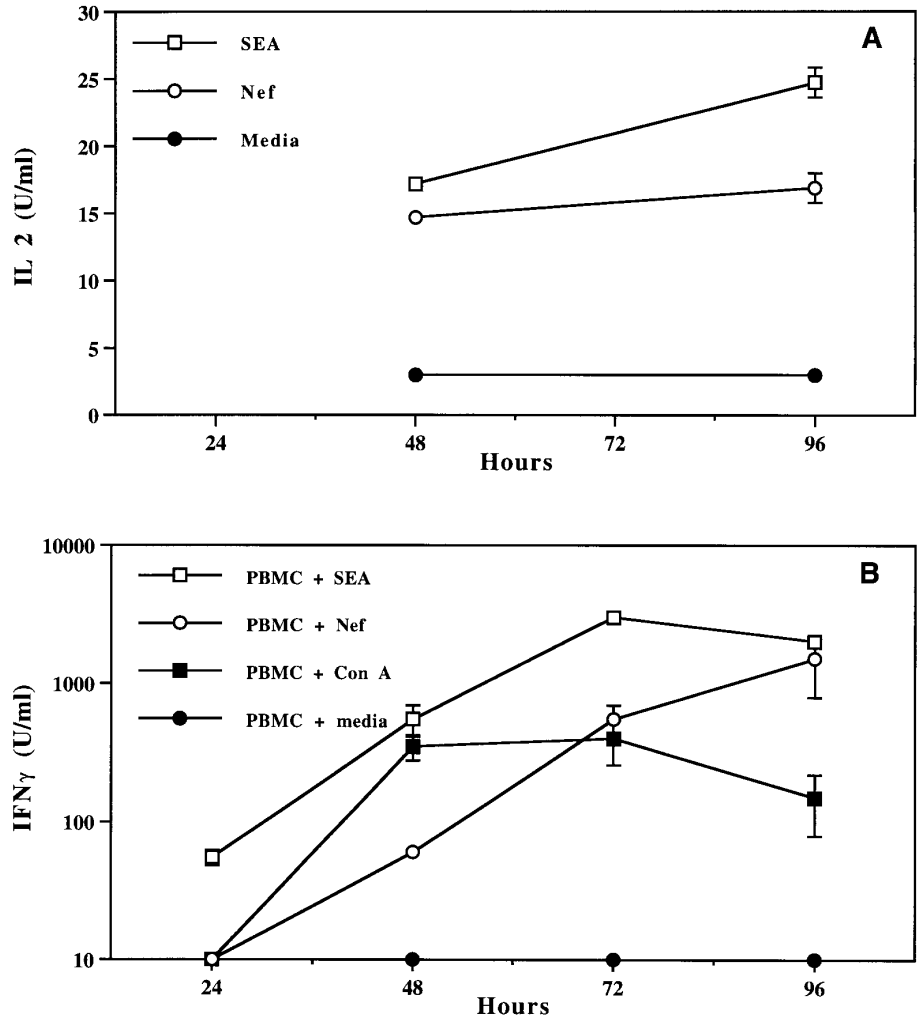 A
SEA
Nef
Media
IL 2 (U/ml)
30
25
20
15
10
5
0
24 48 72 96
Hours
B
PBMC + SEA
PBMC + Nef
PBMC + Con A
PBMC + media
IFNγ (U/ml)
10000
1000
100
10
24 48 72 96
Hours